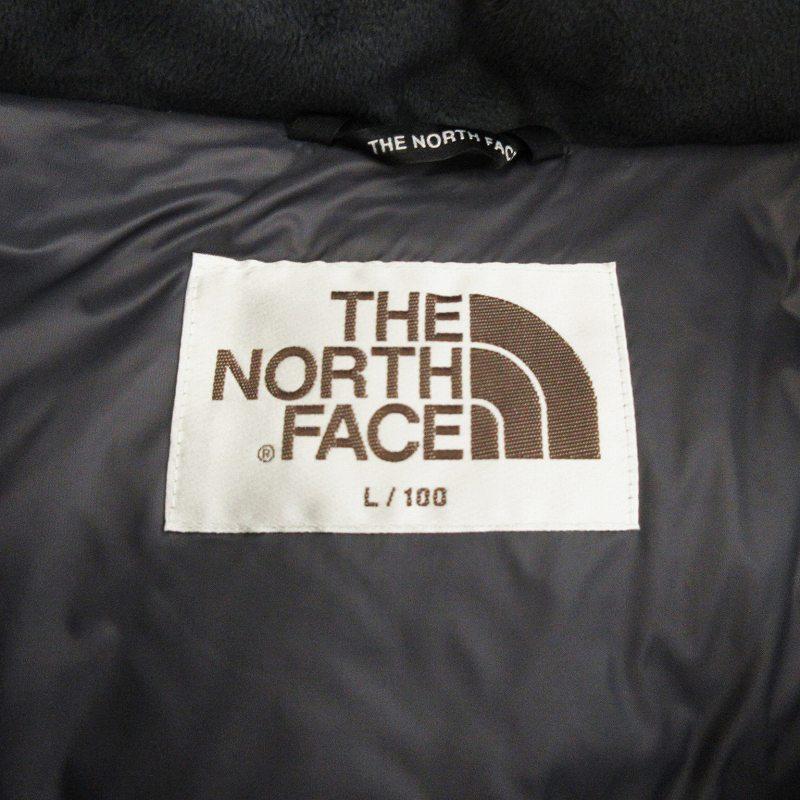 THE NORTH FACE
THE
NORTH
® FACE
L / 100